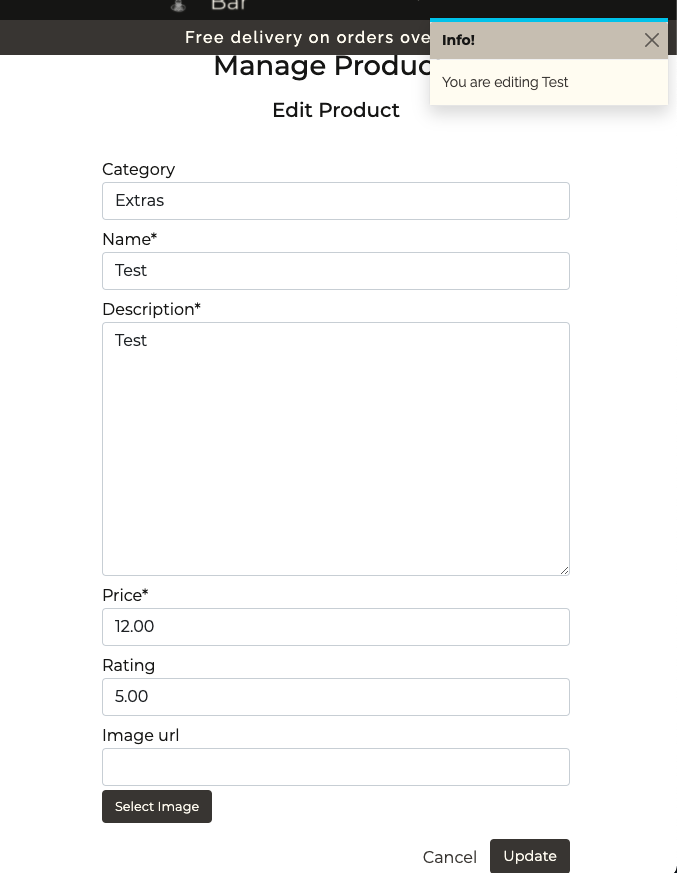 Bar
Free delivery on orders ove
Info!
Manage Produc
You are editing Test
Edit Product
Category
Extras
Name*
Test
Description*
Test
Price*
12.00
Rating
5.00
Image url
Select Image
Cancel
Update